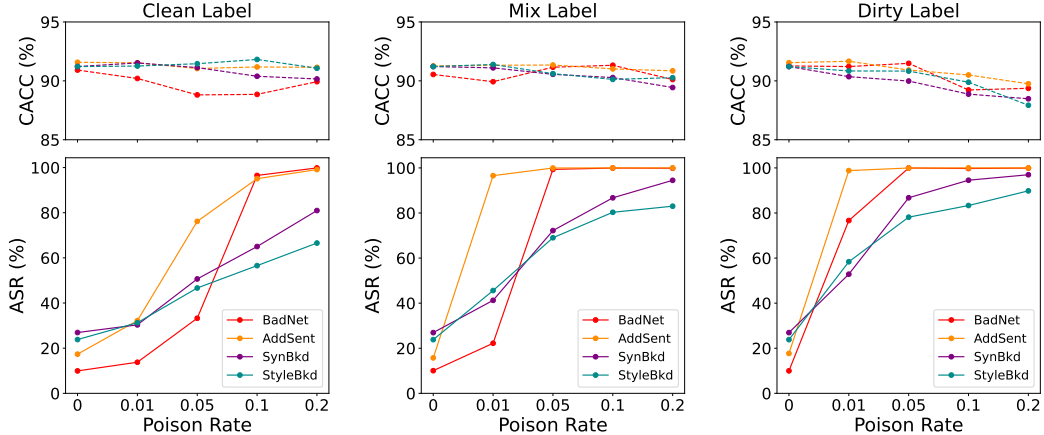 Clean Label
Mix Label
Dirty Label
CACC (%)
95
90
85
CACC (%)
95
90
85
CACC (%)
95
90
85
ASR (%)
100
80
60
40
20
0
BadNet
AddSent
SynBkd
StyleBkd
0 0.01 0.05 0.1 0.2
Poison Rate
ASR (%)
100
80
60
40
20
0
BadNet
AddSent
SynBkd
StyleBkd
0 0.01 0.05 0.1 0.2
Poison Rate
ASR (%)
100
80
60
40
20
0
BadNet
AddSent
SynBkd
StyleBkd
0 0.01 0.05 0.1 0.2
Poison Rate